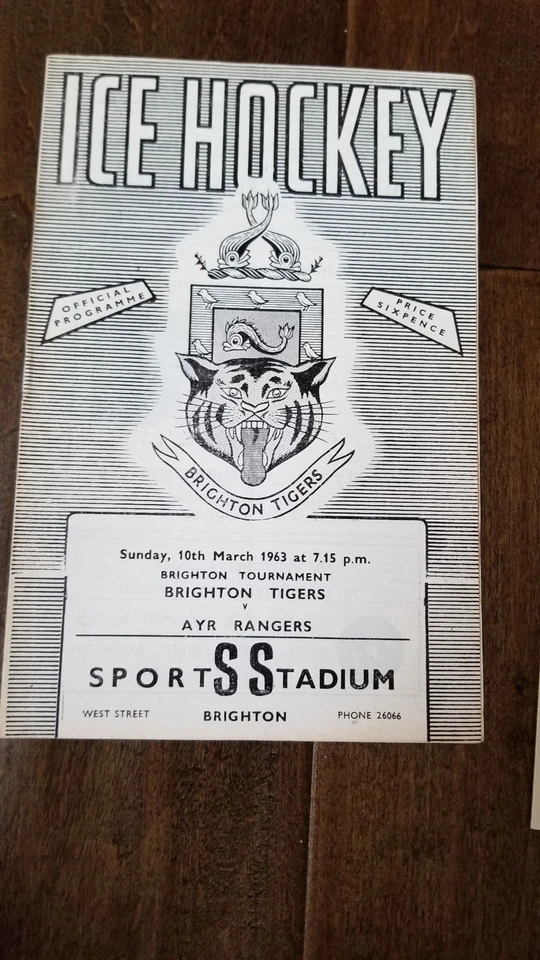 ICE HOCKEY
OFFICIAL
PROGRAMME
PRICE
SIXPENCE
BRIGHTON TIGERS
Sunday, 10th March 1963 at 7.15 p.m.
BRIGHTON TOURNAMENT
BRIGHTON TIGERS
v
AYR RANGERS
SPORTS STADIUM
WEST STREET BRIGHTON PHONE 26066